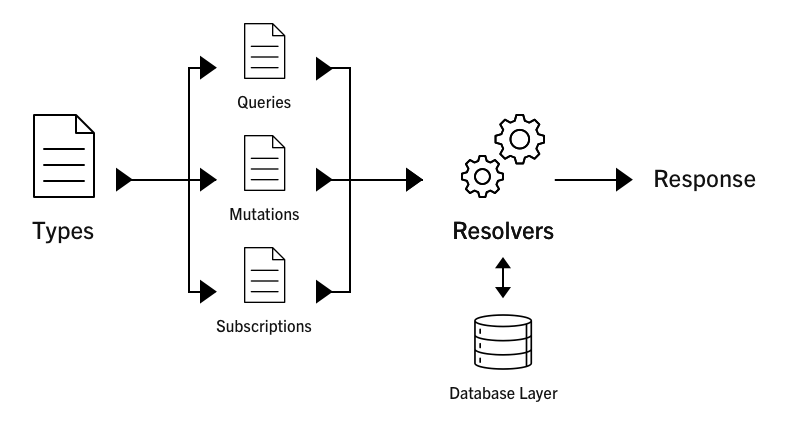 Types
Queries
Mutations
Subscriptions
Resolvers
Database Layer
Response